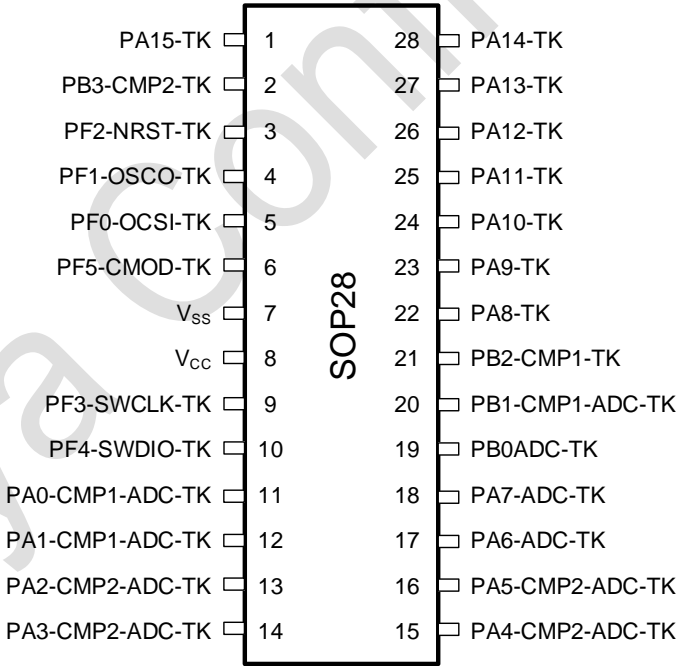 PA15-TK 1 28 PA14-TK
PB3-CMP2-TK 2 27 PA13-TK
PF2-NRST-TK 3 26 PA12-TK
PF1-OSCO-TK 4 25 PA11-TK
PF0-OCSI-TK 5 24 PA10-TK
PF5-CMOD-TK 6 23 PA9-TK
VSS 7 22 PA8-TK
VCC 8 21 PB2-CMP1-TK
PF3-SWCLK-TK 9 20 PB1-CMP1-ADC-TK
PF4-SWDIO-TK 10 19 PB0ADC-TK
PA0-CMP1-ADC-TK 11 18 PA7-ADC-TK
PA1-CMP1-ADC-TK 12 17 PA6-ADC-TK
PA2-CMP2-ADC-TK 13 16 PA5-CMP2-ADC-TK
PA3-CMP2-ADC-TK 14 15 PA4-CMP2-ADC-TK
SOP28